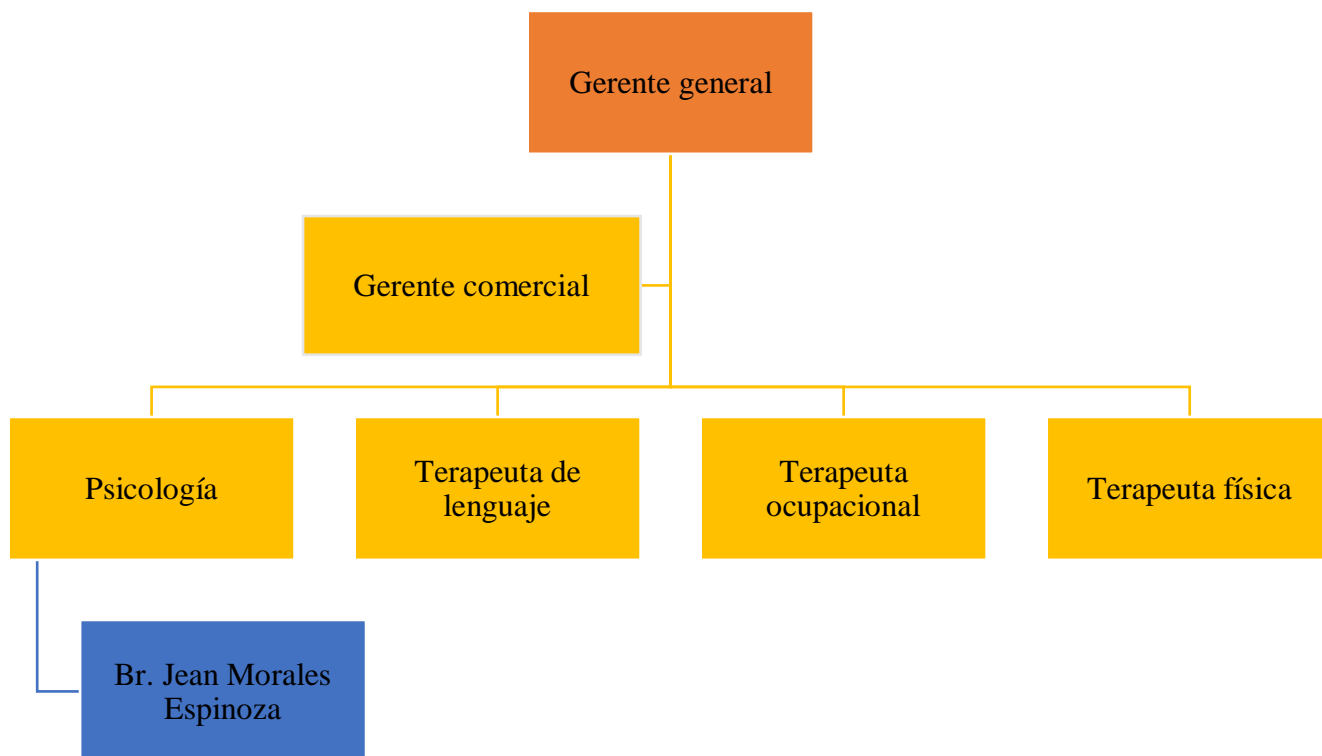 Gerente general
Gerente comercial
Psicología
Terapeuta de
lenguaje
Terapeuta
ocupacional
Terapeuta física
Br. Jean Morales
Espinoza